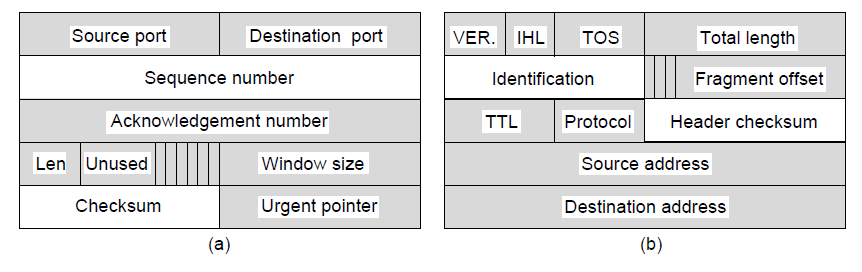 Source port Destination port
Sequence number
Acknowledgement number
Len Unused Window size
Checksum Urgent pointer
(a)
VER. IHL TOS Total length
Identification Fragment offset
TTL Protocol Header checksum
Source address
Destination address
(b)